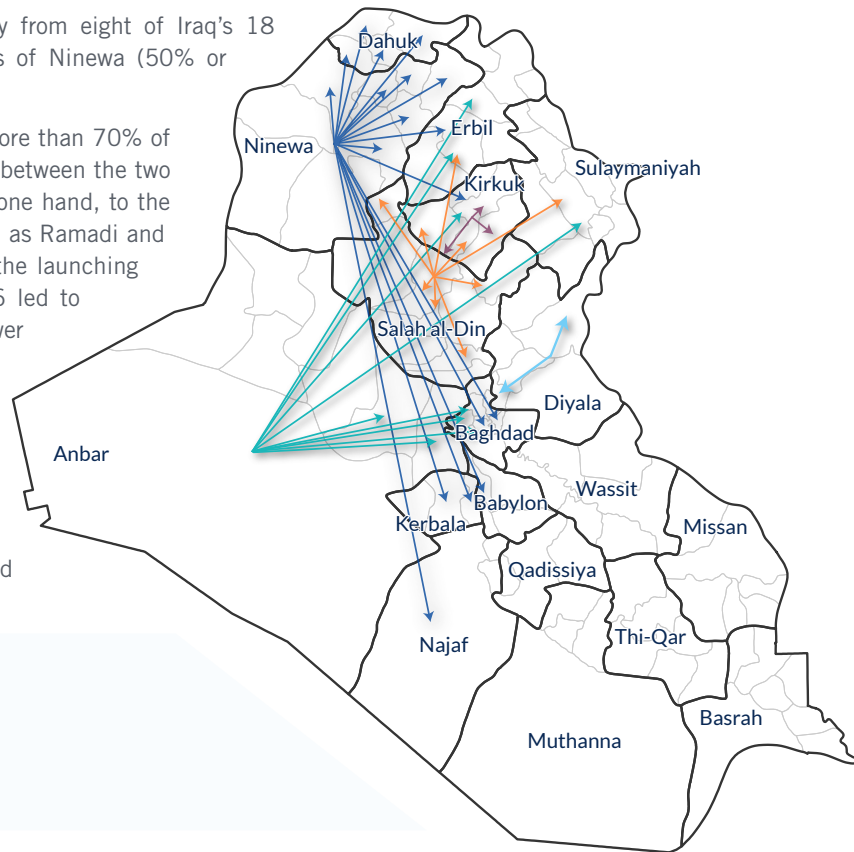 y from eight of Iraq's 18
s of Ninewa (50% or
ore than 70% of
between the two
one hand, to the
as Ramadi and
the launching
6 led to
ver
d
Dahuk
Ninewa
Erbil
Sulaymaniyah
Kirkuk
Salah al-Din
Diyala
Baghdad
Anbar
Wassit
Babylon
Kerbala
Missan
Qadissiya
Thi-Qar
Najaf
Basrah
Muthanna